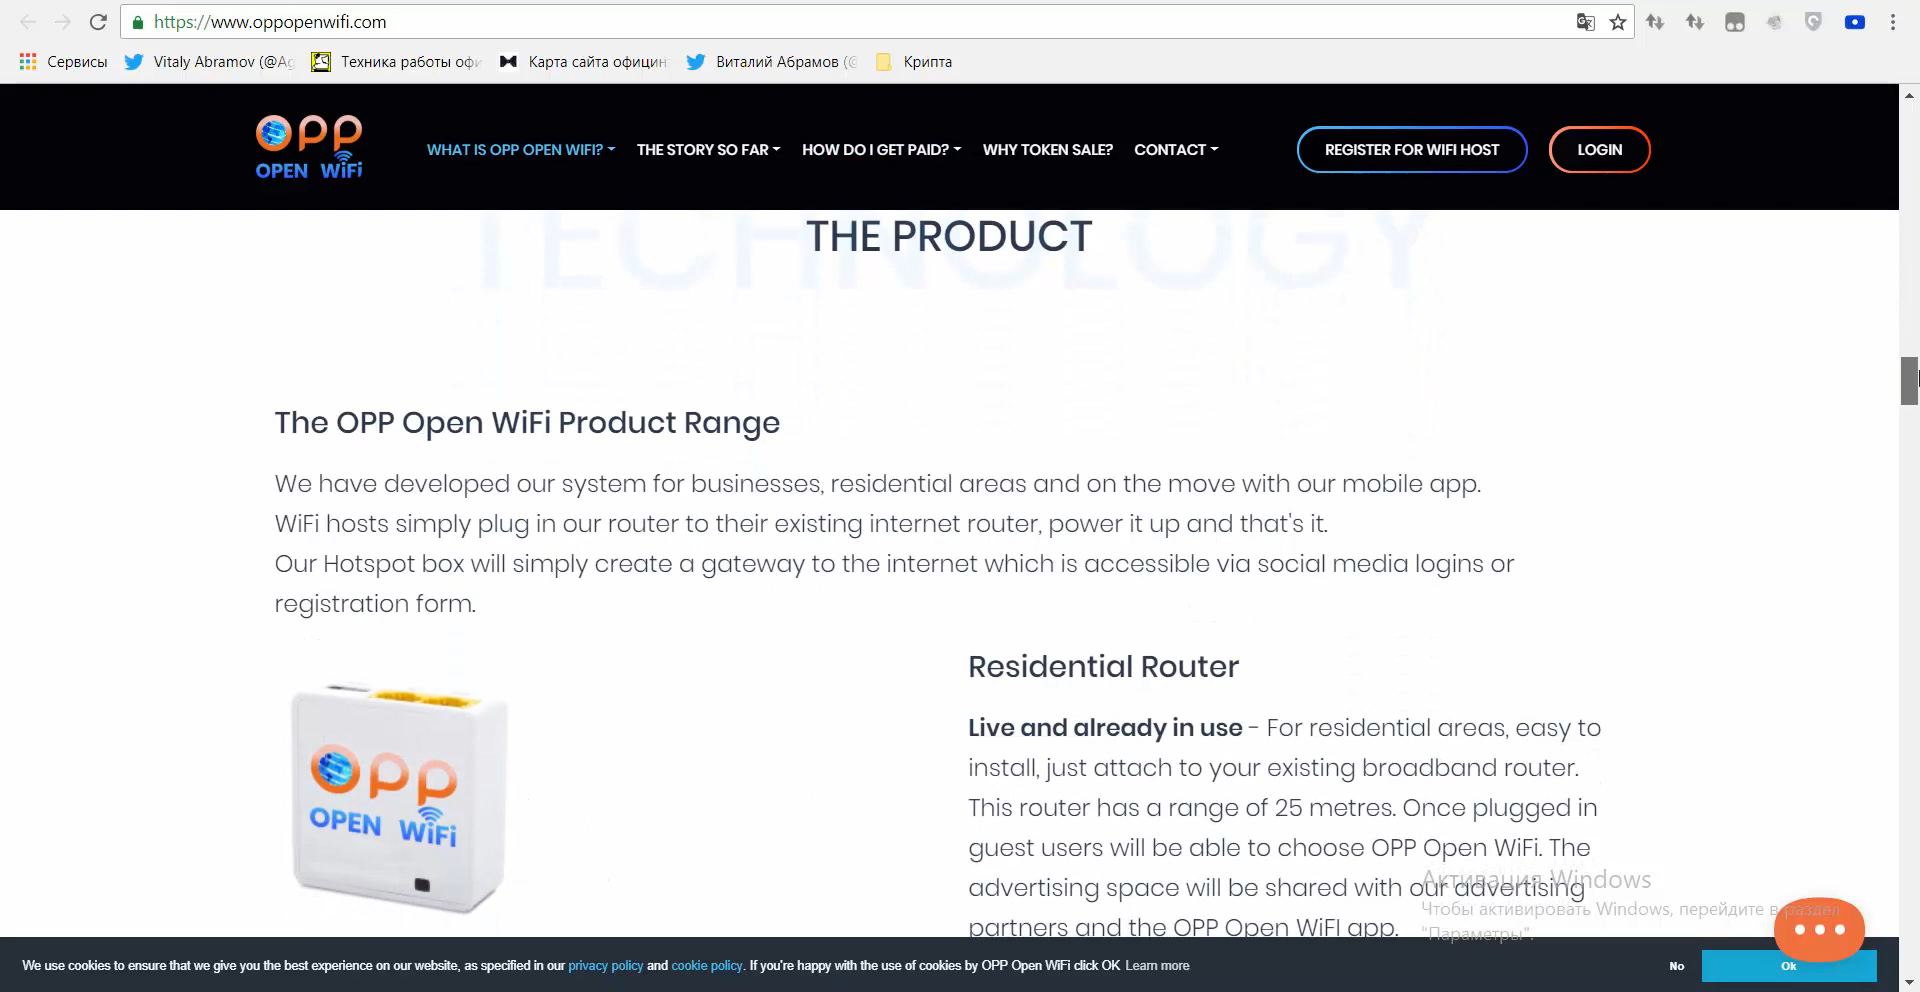 https://www.oppopenwifi.com
Сервисы Vitaly Abramov (@Ag Техника работы офи Карта сайта официн Виталий Абрамов (@ Крипта
OPP
OPEN WiFi
WHAT IS OPP OPEN WIFI? THE STORY SO FAR HOW DO I GET PAID? WHY TOKEN SALE? CONTACT REGISTER FOR WIFI HOST LOGIN
TECHNOLOGY
THE PRODUCT
The OPP Open WiFi Product Range
We have developed our system for businesses, residential areas and on the move with our mobile app.
WiFi hosts simply plug in our router to their existing internet router, power it up and that's it.
Our Hotspot box will simply create a gateway to the internet which is accessible via social media logins or
registration form.
OPP
OPEN WiFi
Residential Router
Live and already in use - For residential areas, easy to
install, just attach to your existing broadband router.
This router has a range of 25 metres. Once plugged in
guest users will be able to choose OPP Open WiFi. The
advertising space will be shared with our advertising
partners and the OPP Open WiFI app.
Активация Windows
Чтобы активировать Windows, перейдите в раздел
"Параметры".
We use cookies to ensure that we give you the best experience on our website, as specified in our privacy policy and cookie policy. If you're happy with the use of cookies by OPP Open WiFi click OK Learn more No Ok